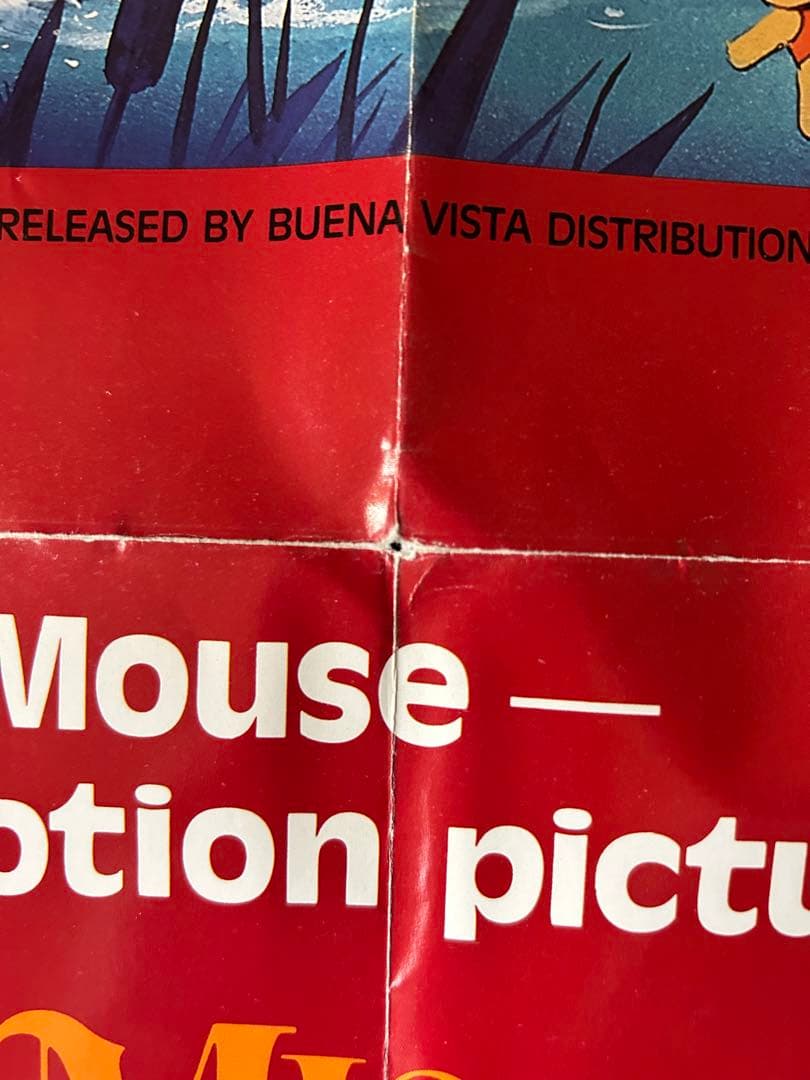 RELEASED BY BUENA VISTA DISTRIBUTION
Mouse —
otion pictu